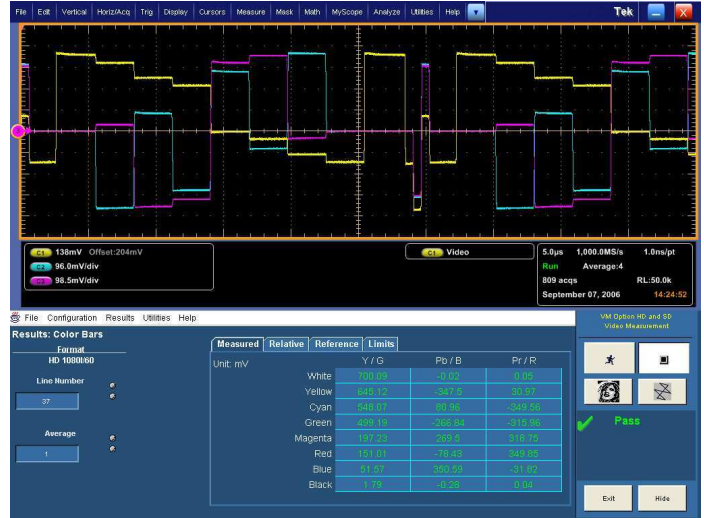 File Edit Vertical Horiz/Acq Trig Display Cursors Measure Mask Math MyScope Analyze Utilities Help Tek X
C1 138mV Offset:204mV
C2 96.0mV/div
C3 98.5mV/div
C1 Video
5.0µs 1,000.0MS/s 1.0ns/pt
Run Average:4
809 acqs RL:50.0k
September 07, 2006 14:24:52
File Configuration Results Utilities Help
VM Option HD and SD
Video Measurement
Results: Color Bars
Format
HD 1080i/60
Line Number
37
Average
1
Measured Relative Reference Limits
Unit: mV Y / G Pb / B Pr / R
White 700.09 -0.02 0.05
Yellow 645.12 -347.5 30.97
Cyan 548.07 80.96 -349.56
Green 499.19 -266.84 -315.96
Magenta 197.23 269.5 318.75
Red 151.01 -78.43 349.85
Blue 51.57 350.59 -31.82
Black 1.79 -0.28 0.04
Pass
Exit Hide